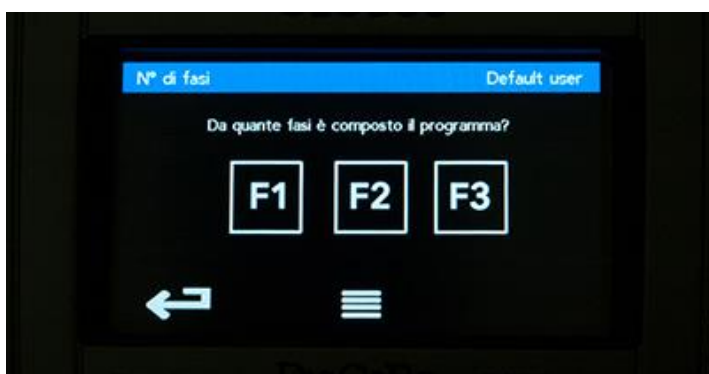 N° di fasi
Default user
Da quante fasi è composto il programma?
F1
F2
F3